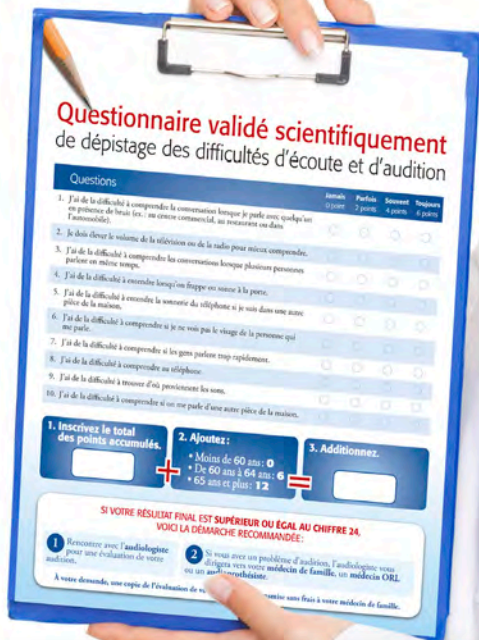 Questionnaire validé scientifiquement
de dépistage des difficultés d'écoute et d'audition
Questions
Jamais Parfois Souvent Toujours
0 point 2 points 4 points 6 points
1. J'ai de la difficulté à comprendre la conversation lorsque je parle avec quelqu'un
en présence de bruit (ex.: au centre commercial, au restaurant ou dans
l'automobile).
2. Je dois élever le volume de la télévision ou de la radio pour mieux comprendre.
3. J'ai de la difficulté à comprendre les conversations lorsque plusieurs personnes
parlent en même temps.
4. J'ai de la difficulté à entendre lorsqu'on frappe ou sonne à la porte.
5. J'ai de la difficulté à entendre la sonnerie du téléphone si je suis dans une autre
pièce de la maison.
6. J'ai de la difficulté à comprendre si je ne vois pas le visage de la personne qui
me parle.
7. J'ai de la difficulté à comprendre si les gens parlent trop rapidement.
8. J'ai de la difficulté à comprendre au téléphone.
9. J'ai de la difficulté à trouver d'où proviennent les sons.
10. J'ai de la difficulté à comprendre si on me parle d'une autre pièce de la maison.
1. Inscrivez le total
des points accumulés.
+
2. Ajoutez:
• Moins de 60 ans: 0
• De 60 ans à 64 ans: 6
• 65 ans et plus: 12
=
3. Additionnez.
SI VOTRE RÉSULTAT FINAL EST SUPÉRIEUR OU ÉGAL AU CHIFFRE 24,
VOICI LA DÉMARCHE RECOMMANDÉE:
1 Rencontre avec l'audiologiste
pour une évaluation de votre
audition.
2 Si vous avez un problème d'audition, l'audiologiste vous
dirigera vers votre médecin de famille, un médecin ORL
ou un audioprothésiste.
À votre demande, une copie de l'évaluation de sans frais à votre médecin de famille.